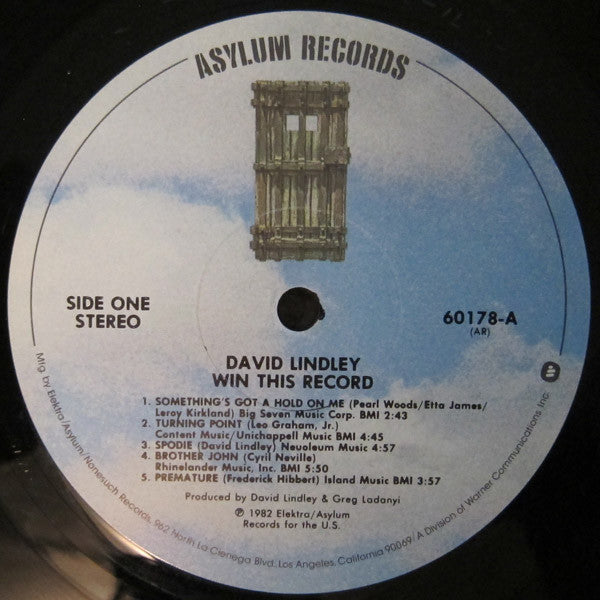 ASYLUM RECORDS
SIDE ONE
STEREO
60178-A
(AR)
DAVID LINDLEY
WIN THIS RECORD
1. SOMETHING'S GOT A HOLD ON ME (Pearl Woods/Etta James/
Leroy Kirkland) Big Seven Music Corp. BMI 2:43
2. TURNING POINT (Leo Graham, Jr.)
Content Music/Unichappell Music BMI 4:45
3. SPODIE (David Lindley) Neuoleum Music 4:57
4. BROTHER JOHN (Cyril Neville)
Rhinelander Music, Inc. BMI 5:50
5. PREMATURE (Frederick Hibbert) Island Music BMI 3:57
Produced by David Lindley & Greg Ladanyi
℗ 1982 Elektra/Asylum
Records for the U.S.
Mfg. by Elektra/Asylum/Nonesuch Records, 962 North La Cienega Blvd., Los Angeles, California 90069/A Division of Warner Communications, Inc.